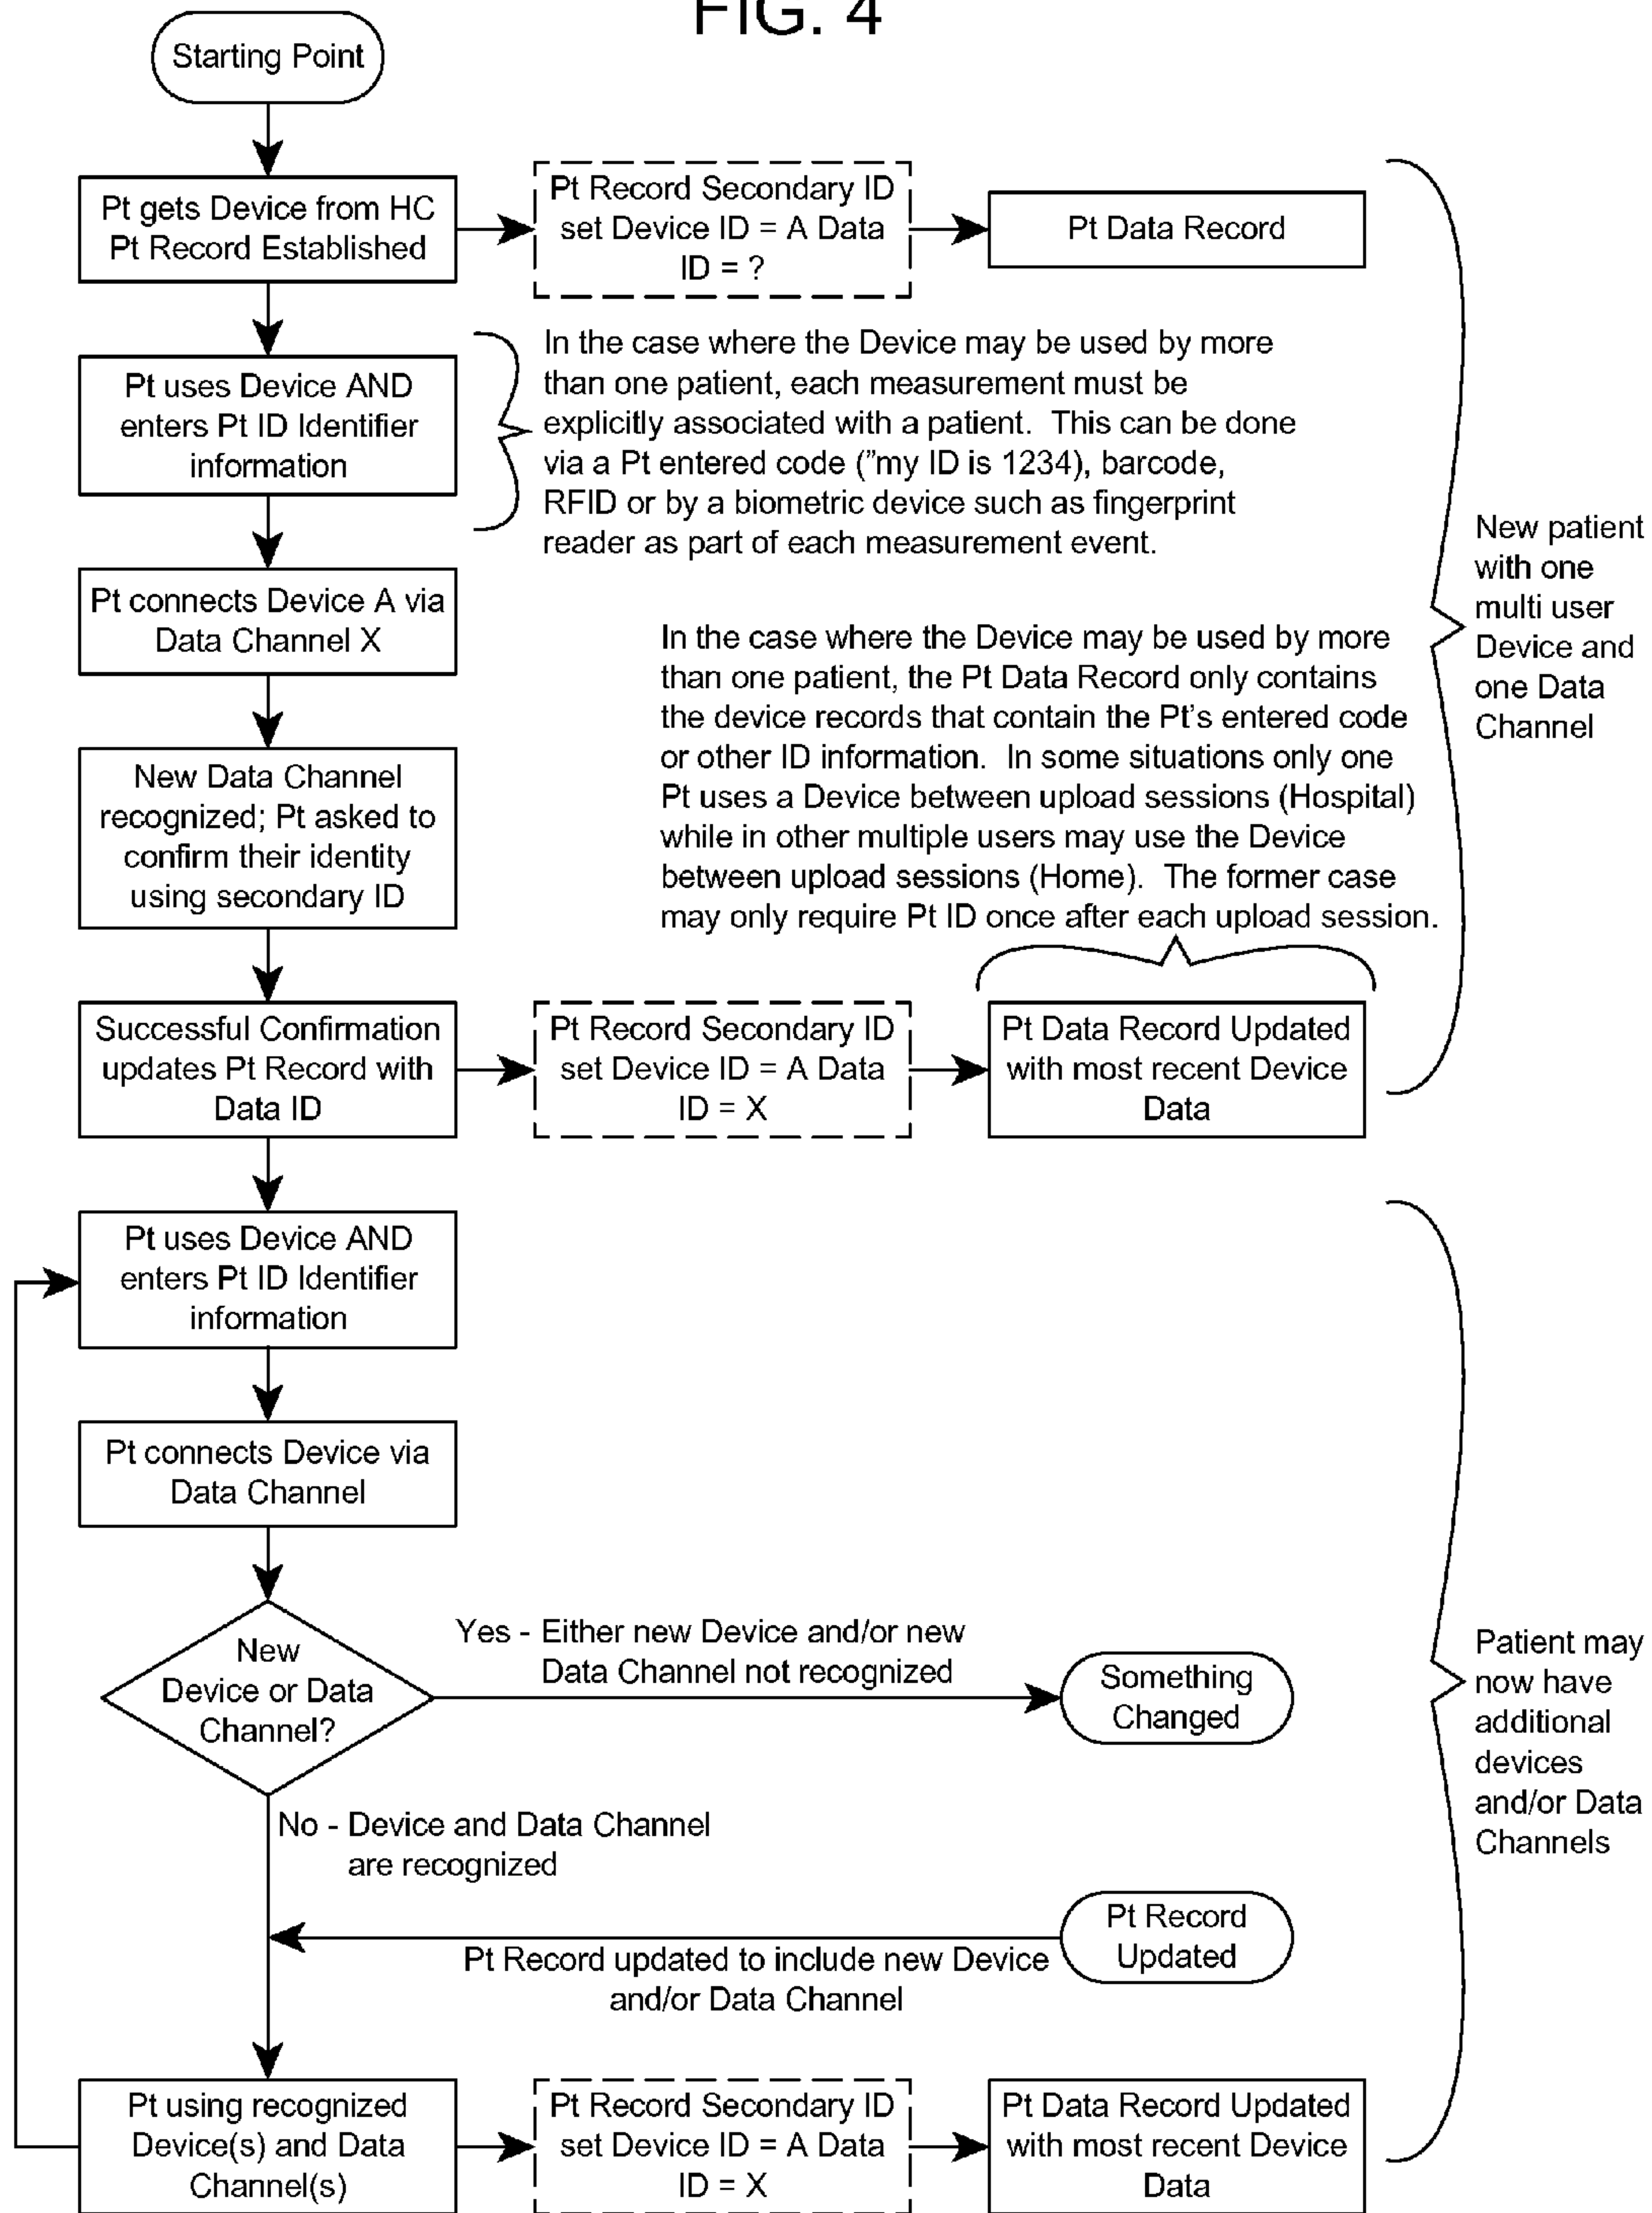 FIG. 4
Starting Point
Pt gets Device from HC
Pt Record Established
Pt Record Secondary ID
set Device ID = A Data
ID = ?
Pt Data Record
Pt uses Device AND
enters Pt ID Identifier
information
In the case where the Device may be used by more
than one patient, each measurement must be
explicitly associated with a patient. This can be done
via a Pt entered code ("my ID is 1234), barcode,
RFID or by a biometric device such as fingerprint
reader as part of each measurement event.
New patient
with one
multi user
Device and
one Data
Channel
Pt connects Device A via
Data Channel X
In the case where the Device may be used by more
than one patient, the Pt Data Record only contains
the device records that contain the Pt's entered code
or other ID information. In some situations only one
Pt uses a Device between upload sessions (Hospital)
while in other multiple users may use the Device
between upload sessions (Home). The former case
may only require Pt ID once after each upload session.
New Data Channel
recognized; Pt asked to
confirm their identity
using secondary ID
Successful Confirmation
updates Pt Record with
Data ID
Pt Record Secondary ID
set Device ID = A Data
ID = X
Pt Data Record Updated
with most recent Device
Data
Pt uses Device AND
enters Pt ID Identifier
information
Pt connects Device via
Data Channel
New
Device or Data
Channel?
Yes - Either new Device and/or new
Data Channel not recognized
Something
Changed
Patient may
now have
additional
devices
and/or Data
Channels
No - Device and Data Channel
are recognized
Pt Record
Updated
Pt Record updated to include new Device
and/or Data Channel
Pt using recognized
Device(s) and Data
Channel(s)
Pt Record Secondary ID
set Device ID = A Data
ID = X
Pt Data Record Updated
with most recent Device
Data